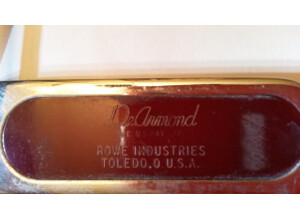 DeArmond
ROWE INDUSTRIES
TOLEDO,O U.S.A.